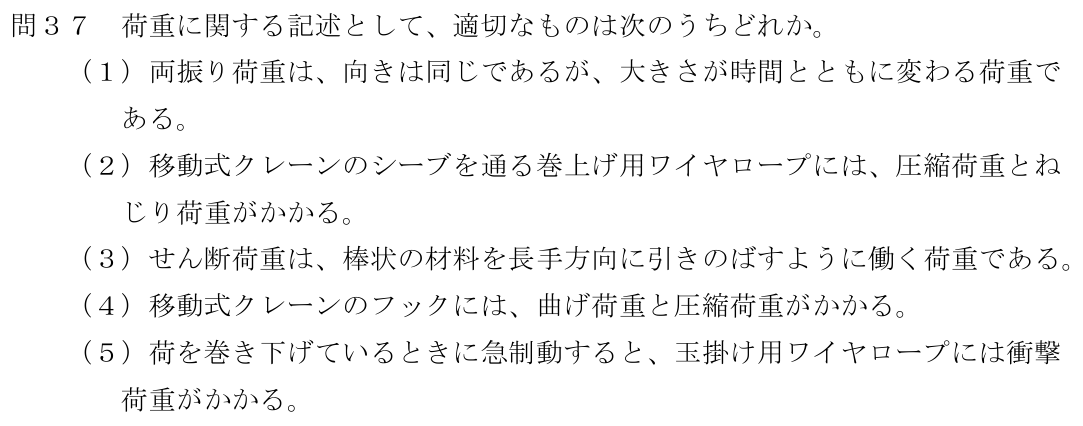 問３７　荷重に関する記述として、適切なものは次のうちどれか。
（１）両振り荷重は、向きは同じであるが、大きさが時間とともに変わる荷重で
ある。
（２）移動式クレーンのシーブを通る巻上げ用ワイヤロープには、圧縮荷重とね
じり荷重がかかる。
（３）せん断荷重は、棒状の材料を長手方向に引きのばすように働く荷重である。
（４）移動式クレーンのフックには、曲げ荷重と圧縮荷重がかかる。
（５）荷を巻き下げているときに急制動すると、玉掛け用ワイヤロープには衝撃
荷重がかかる。